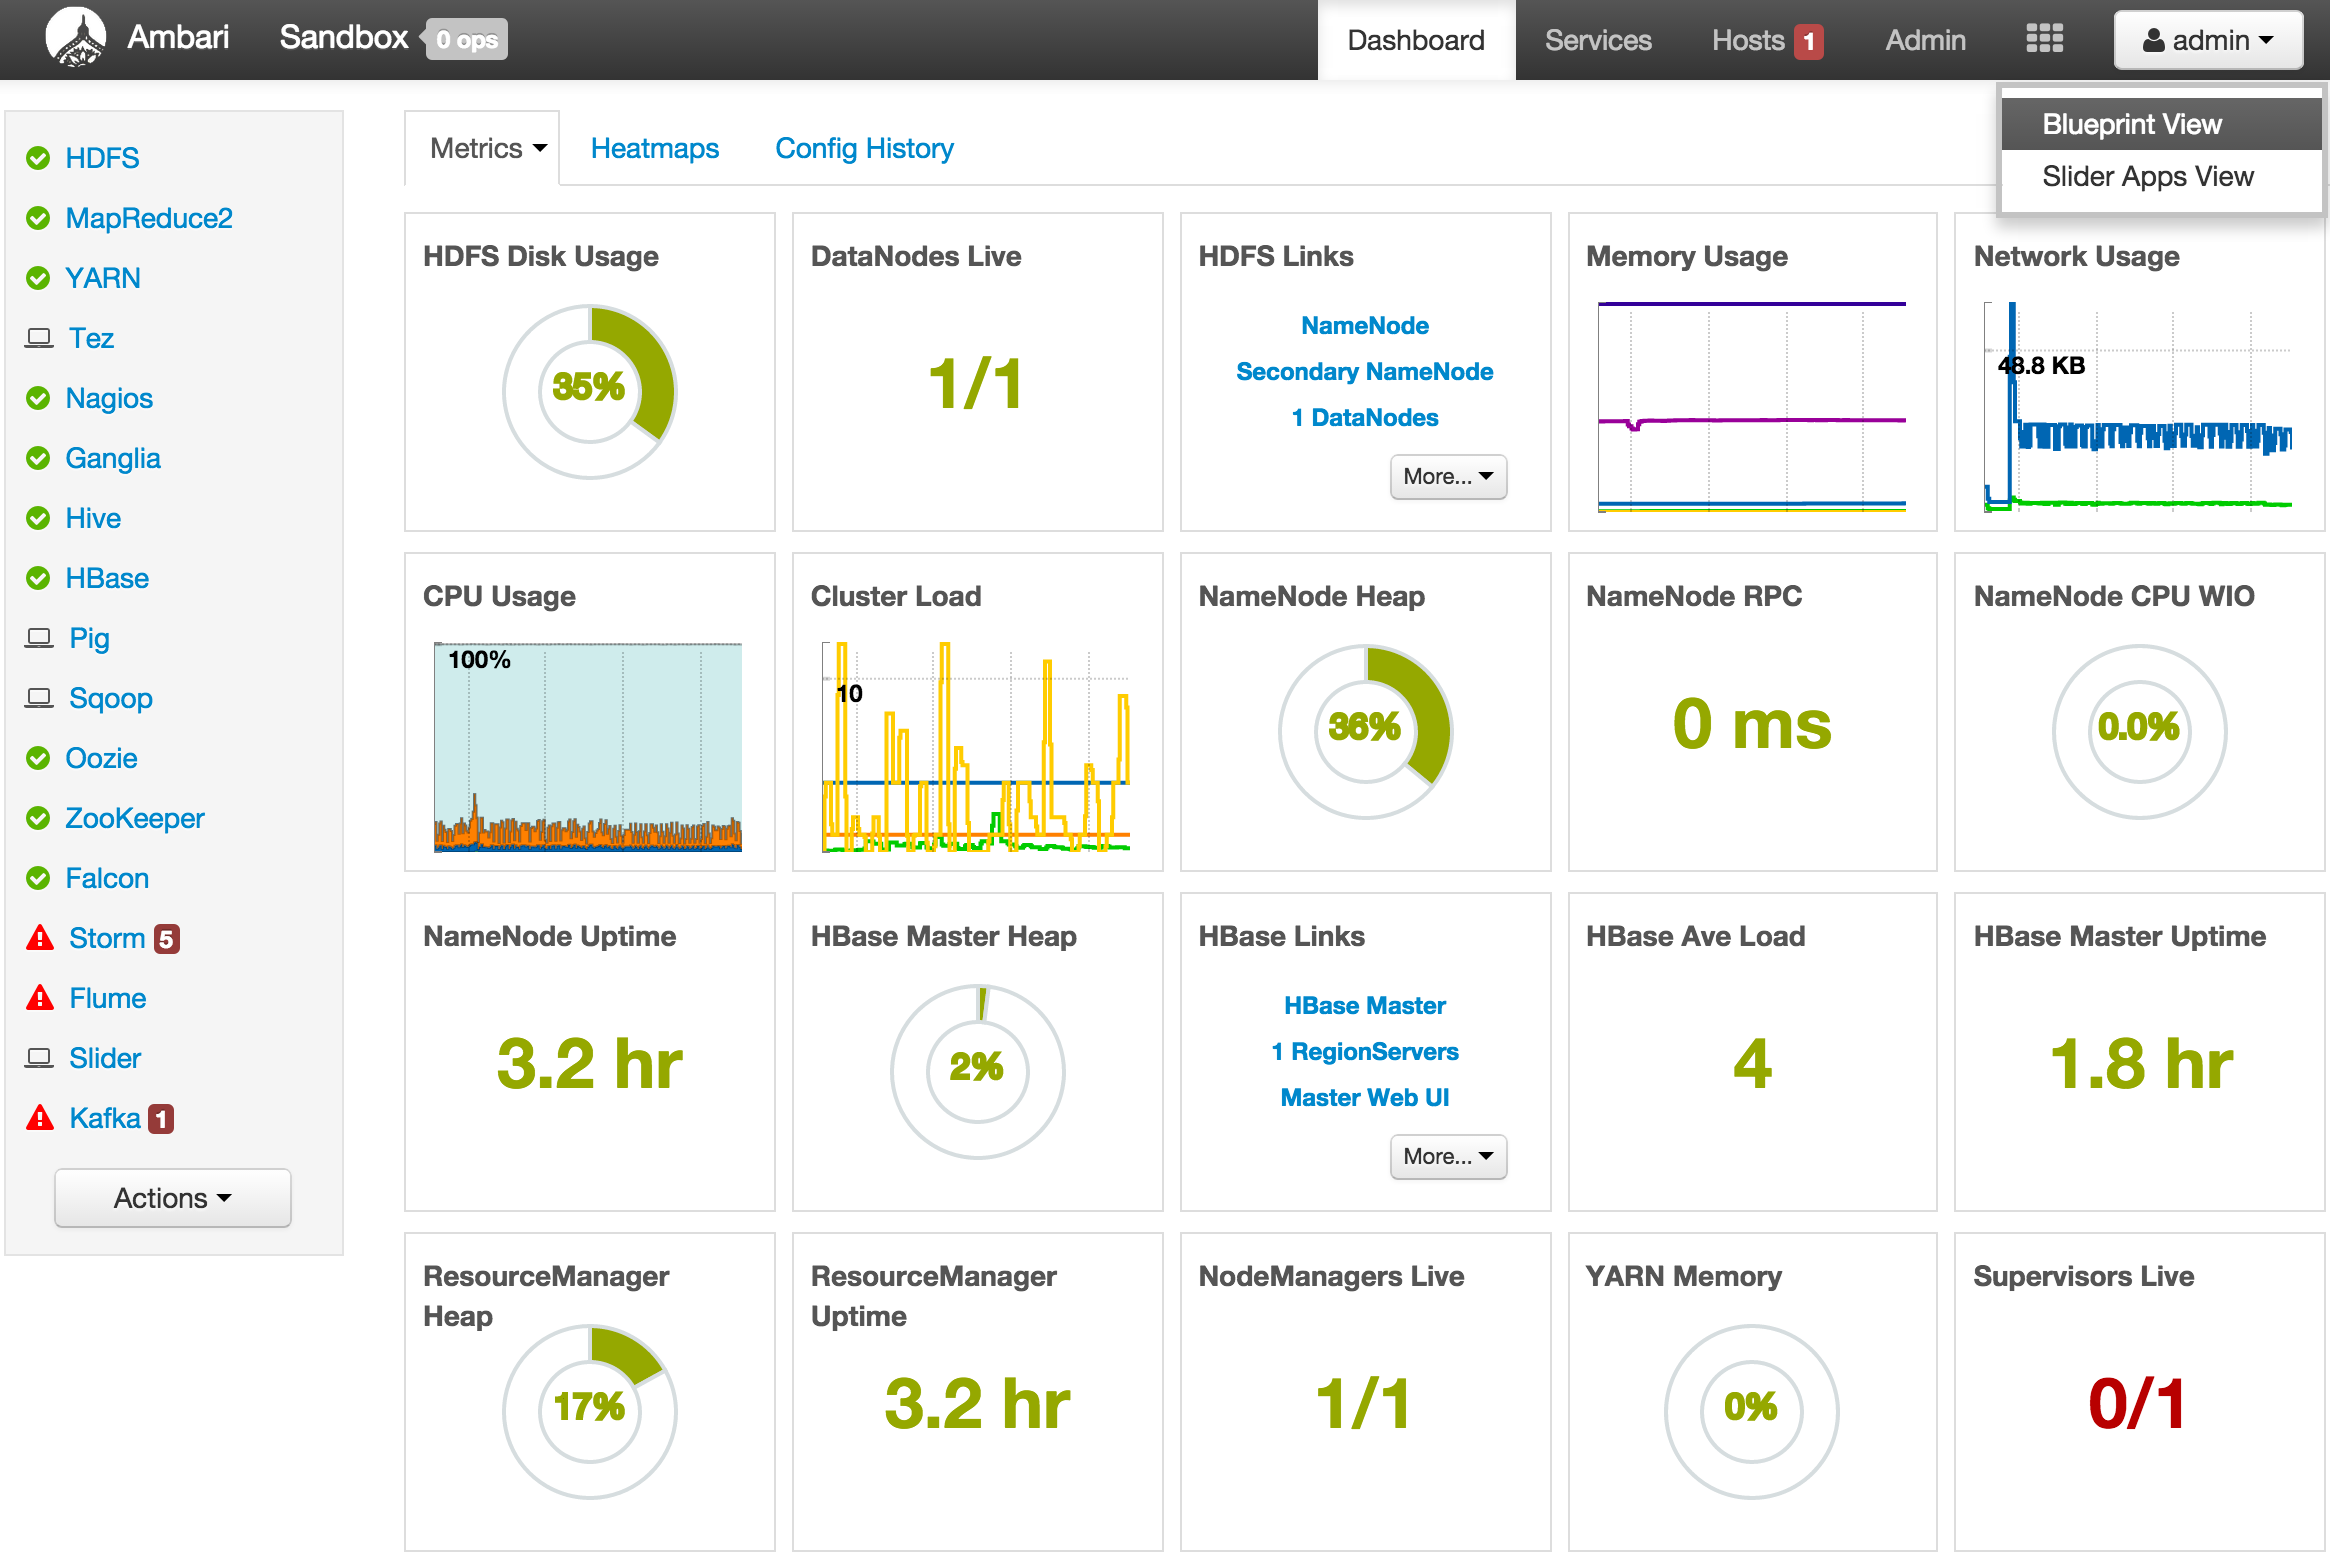 Ambari Sandbox 0 ops Dashboard Services Hosts 1 Admin admin
Blueprint View
Slider Apps View
HDFS
MapReduce2
YARN
Tez
Nagios
Ganglia
Hive
HBase
Pig
Sqoop
Oozie
ZooKeeper
Falcon
Storm 5
Flume
Slider
Kafka 1
Actions
Metrics Heatmaps Config History
HDFS Disk Usage
35%
DataNodes Live
1/1
HDFS Links
NameNode
Secondary NameNode
1 DataNodes
More...
Memory Usage
Network Usage
48.8 KB
CPU Usage
100%
Cluster Load
10
NameNode Heap
36%
NameNode RPC
0 ms
NameNode CPU WIO
0.0%
NameNode Uptime
3.2 hr
HBase Master Heap
2%
HBase Links
HBase Master
1 RegionServers
Master Web UI
More...
HBase Ave Load
4
HBase Master Uptime
1.8 hr
ResourceManager
Heap
17%
ResourceManager
Uptime
3.2 hr
NodeManagers Live
1/1
YARN Memory
0%
Supervisors Live
0/1